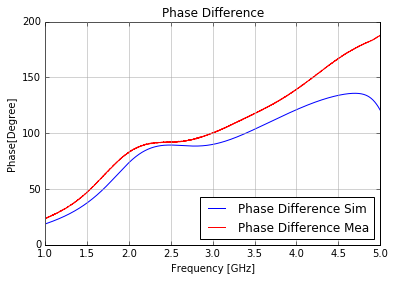 Phase Difference
200
150
100
50
0
Phase[Degree]
1.0 1.5 2.0 2.5 3.0 3.5 4.0 4.5 5.0
Frequency [GHz]
Phase Difference Sim
Phase Difference Mea